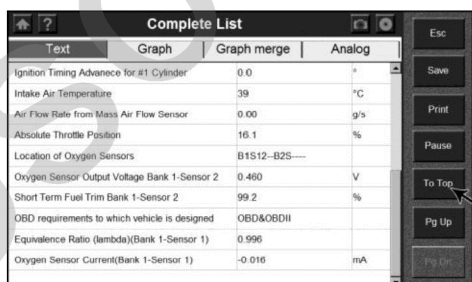 ?
Complete List
Text Graph Graph merge Analog
Ignition Timing Advanece for #1 Cylinder 0.0 °
Intake Air Temperature 39 °C
Air Flow Rate from Mass Air Flow Sensor 0.00 g/s
Absolute Throttle Position 16.1 %
Location of Oxygen Sensors B1S12--B2S----
Oxygen Sensor Output Voltage Bank 1-Sensor 2 0.460 V
Short Term Fuel Trim Bank 1-Sensor 2 99.2 %
OBD requirements to which vehicle is designed OBD&OBDII
Equivalence Ratio (lambda)(Bank 1-Sensor 1) 0.996
Oxygen Sensor Current(Bank 1-Sensor 1) -0.016 mA
Esc
Save
Print
Pause
To Top
Pg Up
Pg Dn